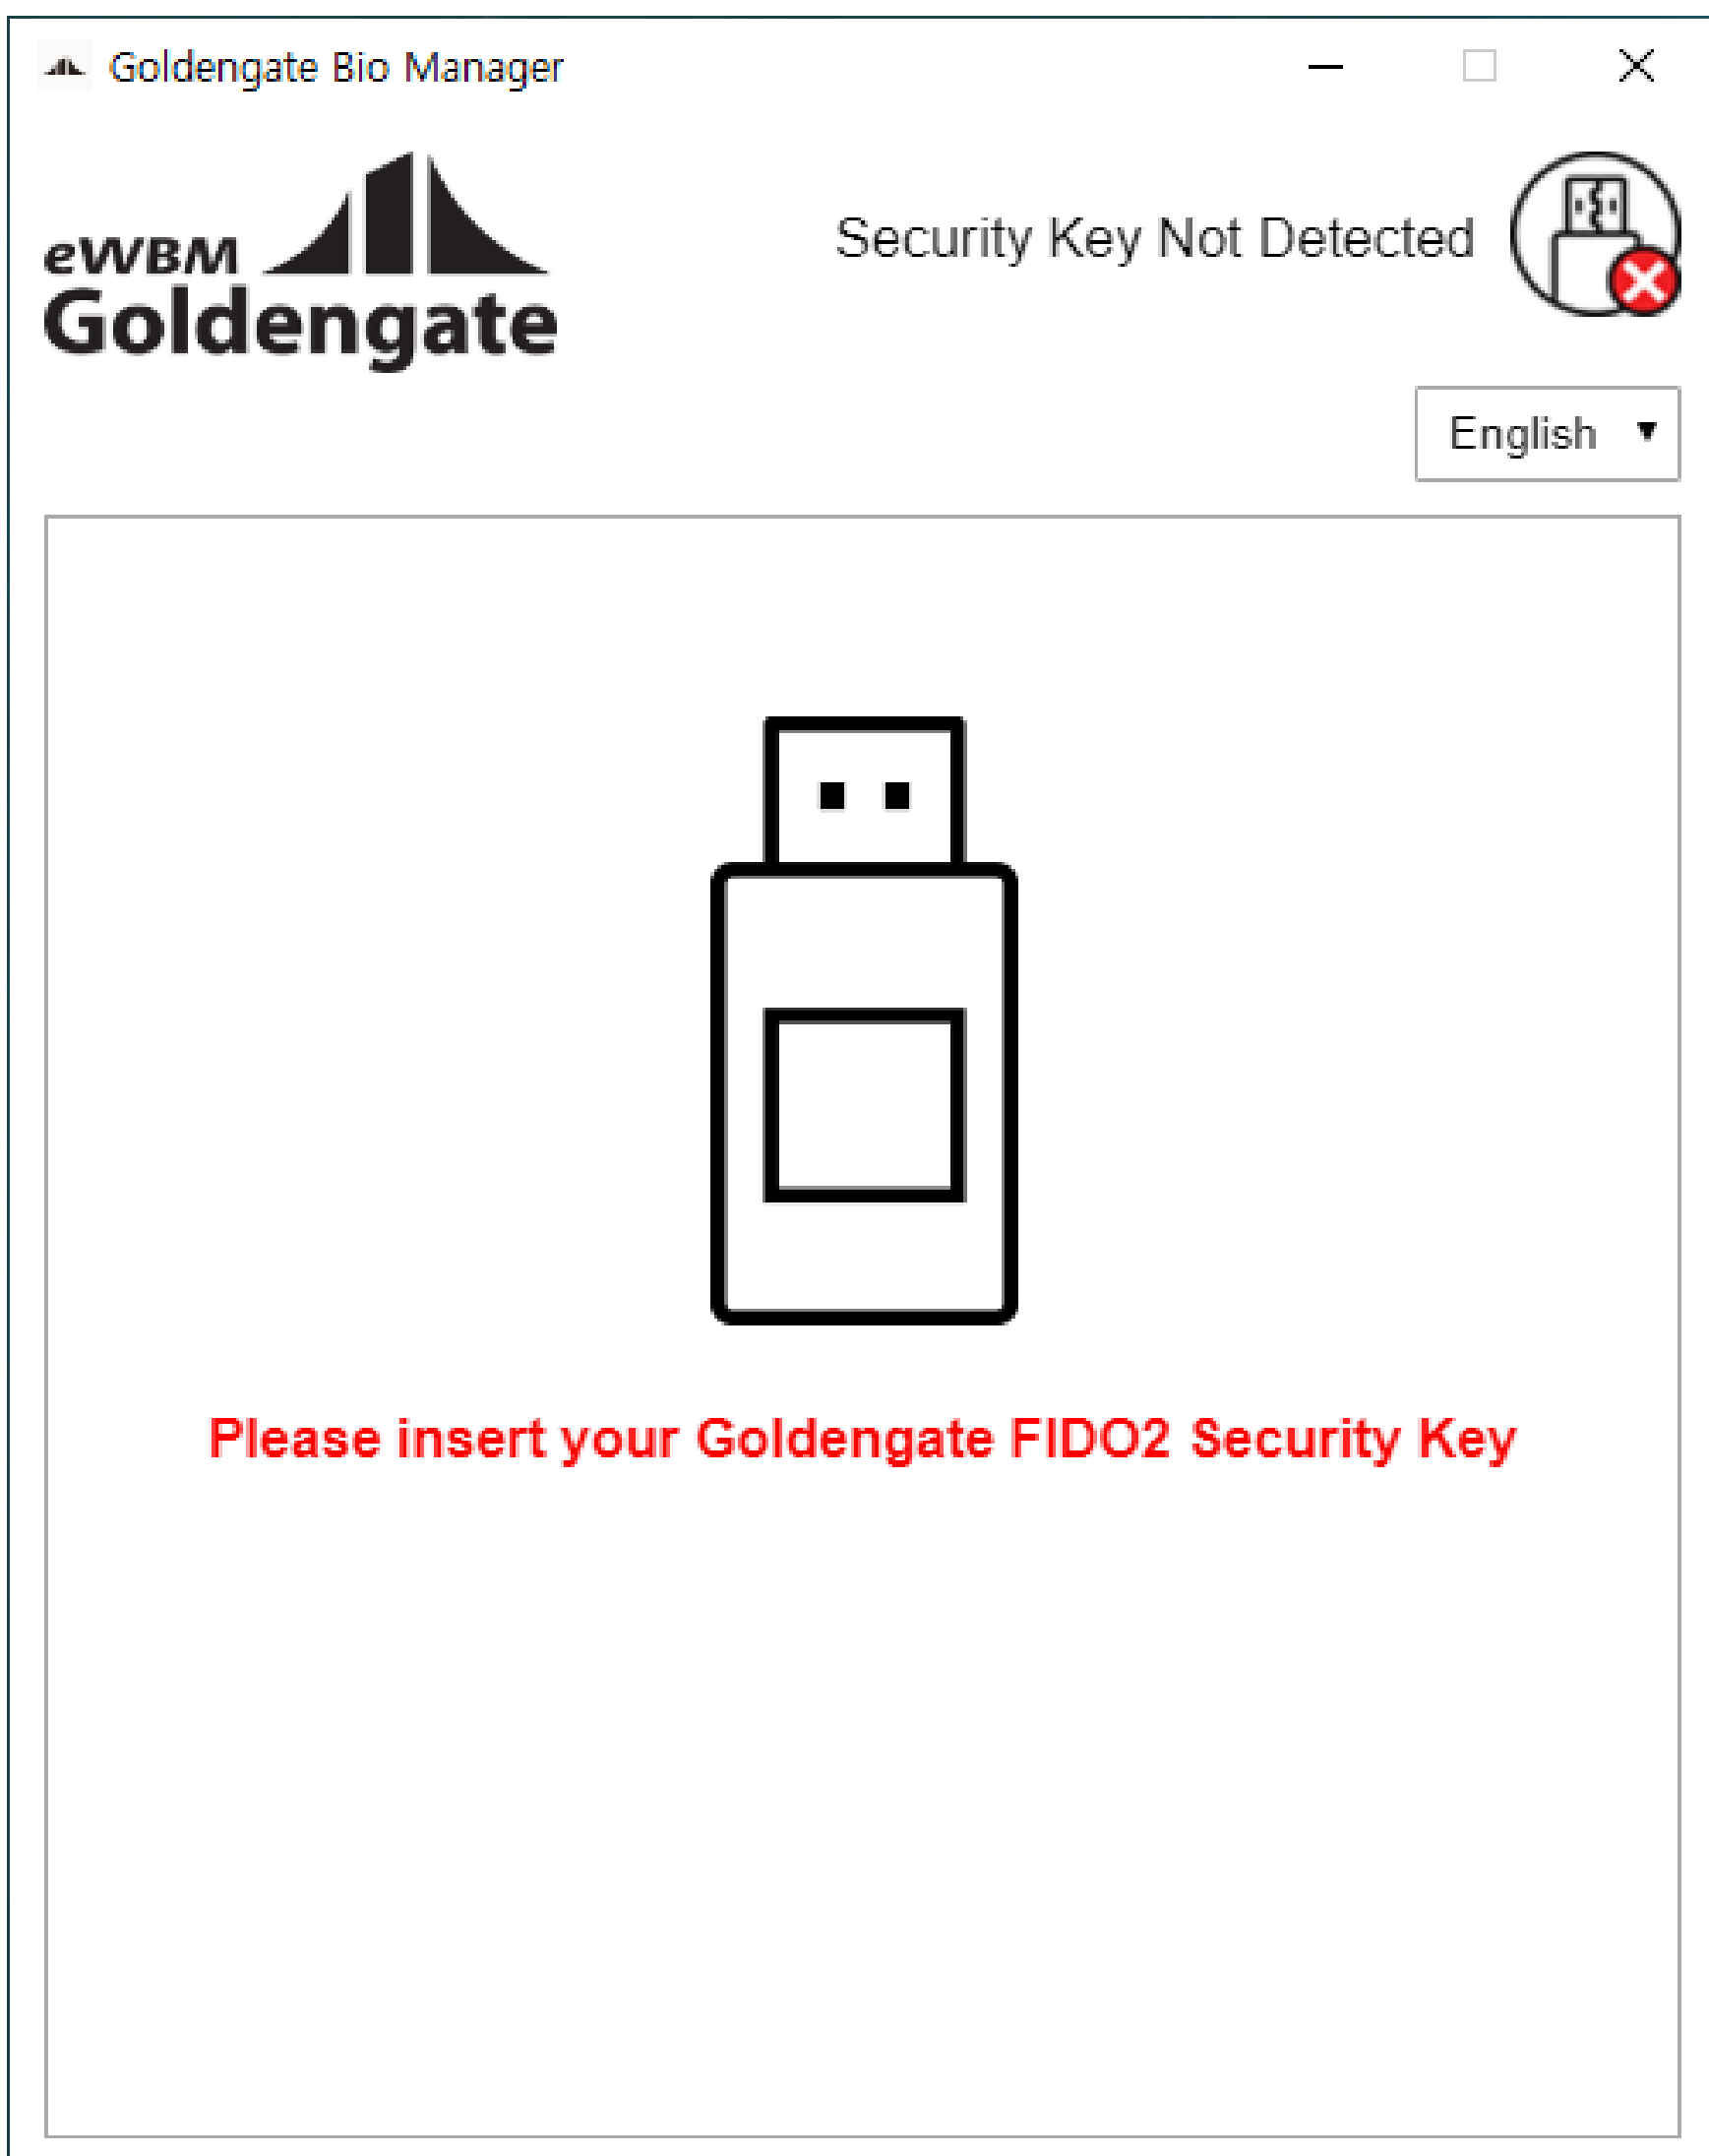 Goldengate Bio Manager
eWBM
Goldengate
Security Key Not Detected
English
Please insert your Goldengate FIDO2 Security Key